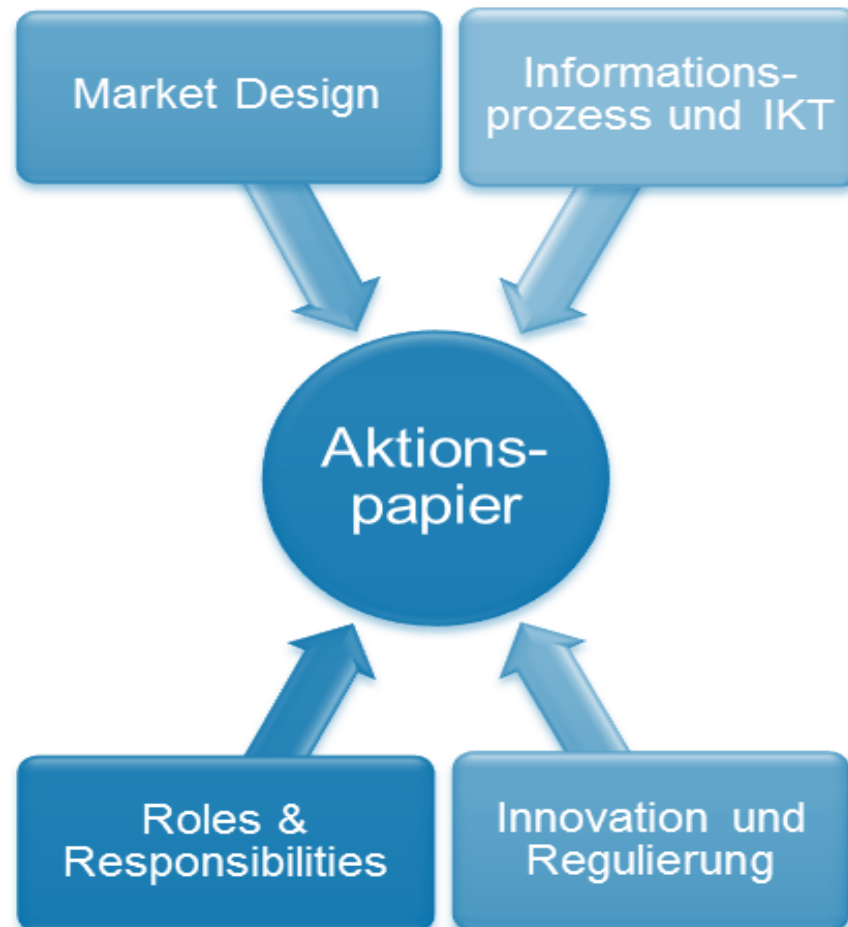 Market Design
Informations-
prozess und IKT
Aktions-
papier
Roles &
Responsibilities
Innovation und
Regulierung